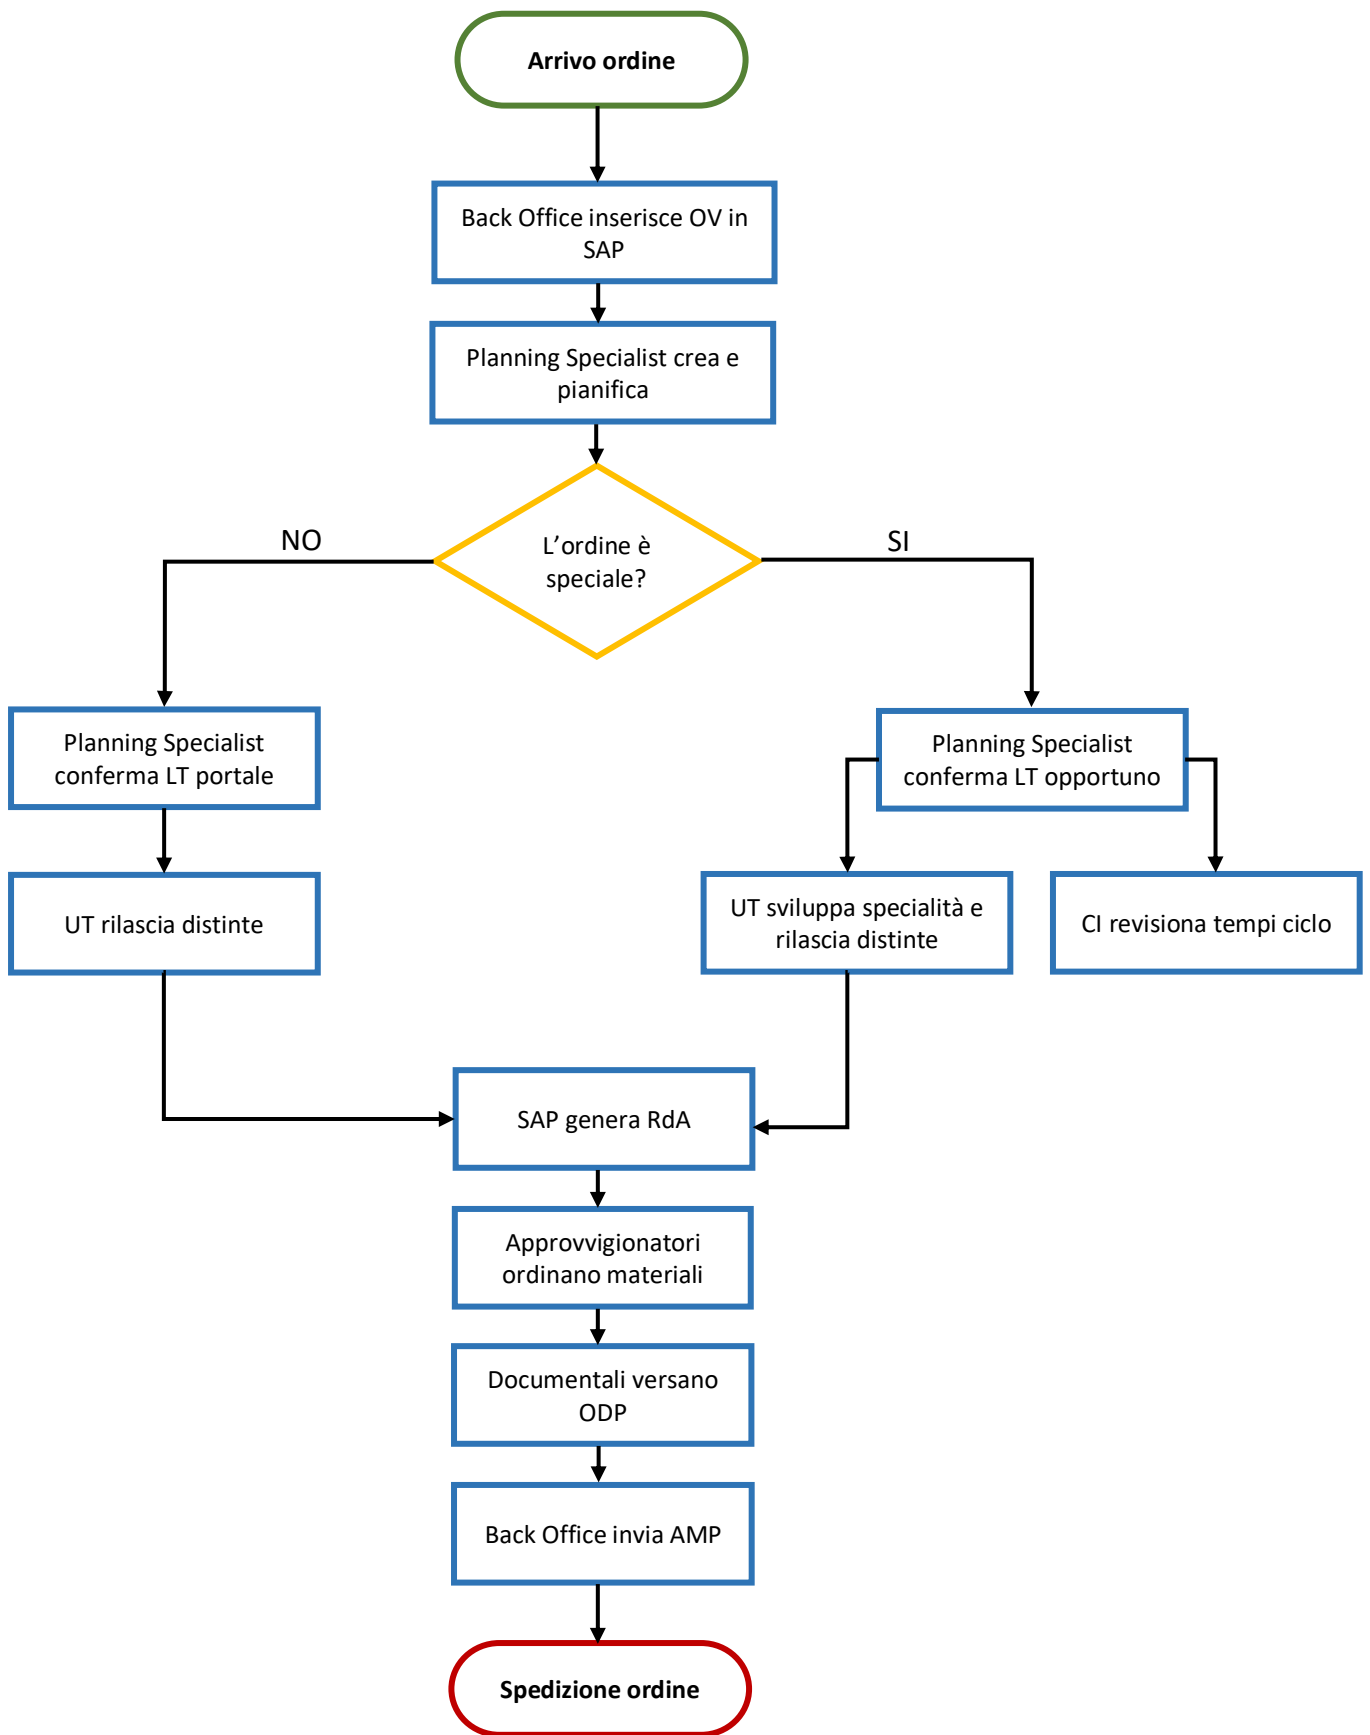 Arrivo ordine
Back Office inserisce OV in
SAP
Planning Specialist crea e
pianifica
L’ordine è
speciale?
NO
SI
Planning Specialist
conferma LT portale
Planning Specialist
conferma LT opportuno
UT rilascia distinte
UT sviluppa specialità e
rilascia distinte
CI revisiona tempi ciclo
SAP genera RdA
Approvvigionatori
ordinano materiali
Documentali versano
ODP
Back Office invia AMP
Spedizione ordine